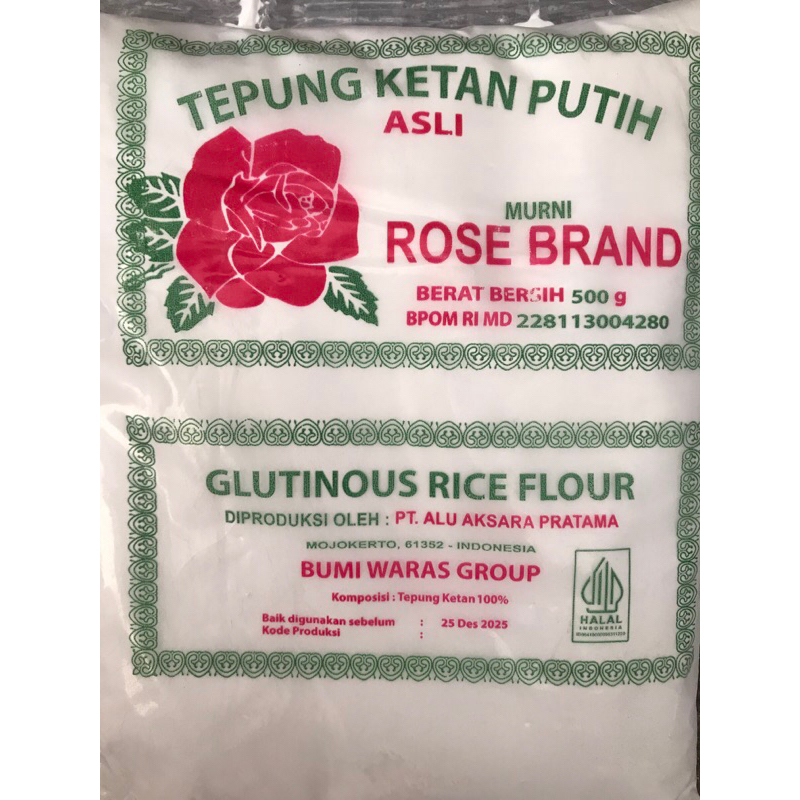 TEPUNG KETAN PUTIH
ASLI
MURNI
ROSE BRAND
BERAT BERSIH 500 g
BPOM RI MD 228113004280
GLUTINOUS RICE FLOUR
DIPRODUKSI OLEH : PT. ALU AKSARA PRATAMA
MOJOKERTO, 61352 - INDONESIA
BUMI WARAS GROUP
Komposisi : Tepung Ketan 100%
Baik digunakan sebelum : 25 Des 2025
Kode Produksi :
HALAL
INDONESIA